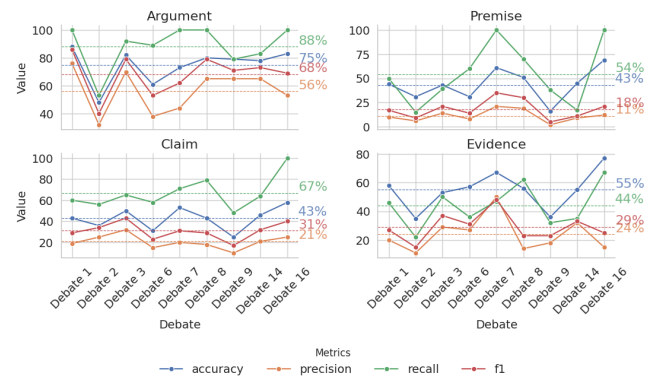 Argument
Premise
100
80
60
40
Value
88%
75%
68%
56%
100
75
50
25
0
54%
43%
18%
11%
Claim
Evidence
100
80
60
40
20
Value
67%
43%
31%
21%
80
60
40
20
55%
44%
29%
24%
Debate 1
Debate 2
Debate 3
Debate 6
Debate 7
Debate 8
Debate 9
Debate 14
Debate 16
Debate
Debate 1
Debate 2
Debate 3
Debate 6
Debate 7
Debate 8
Debate 9
Debate 14
Debate 16
Debate
Metrics
accuracy precision recall f1